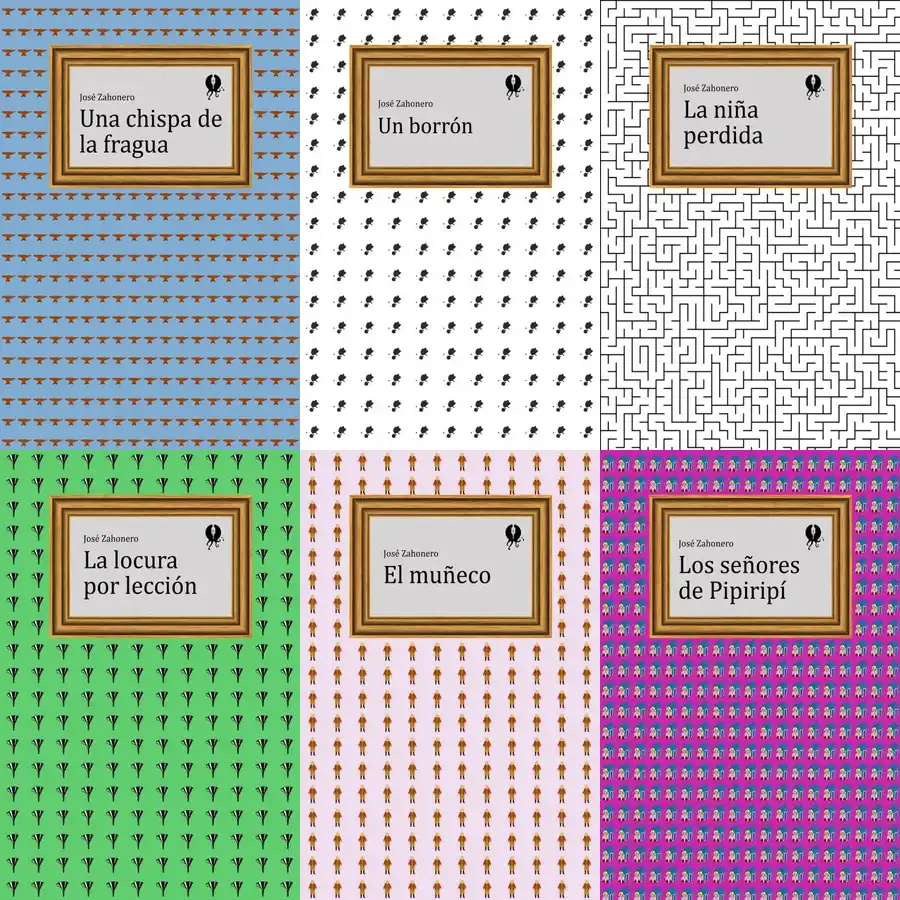 José Zahonero
Una chispa de
la fragua
José Zahonero
Un borrón
José Zahonero
La niña
perdida
José Zahonero
La locura
por lección
José Zahonero
El muñeco
José Zahonero
Los señores
de Pipiripí